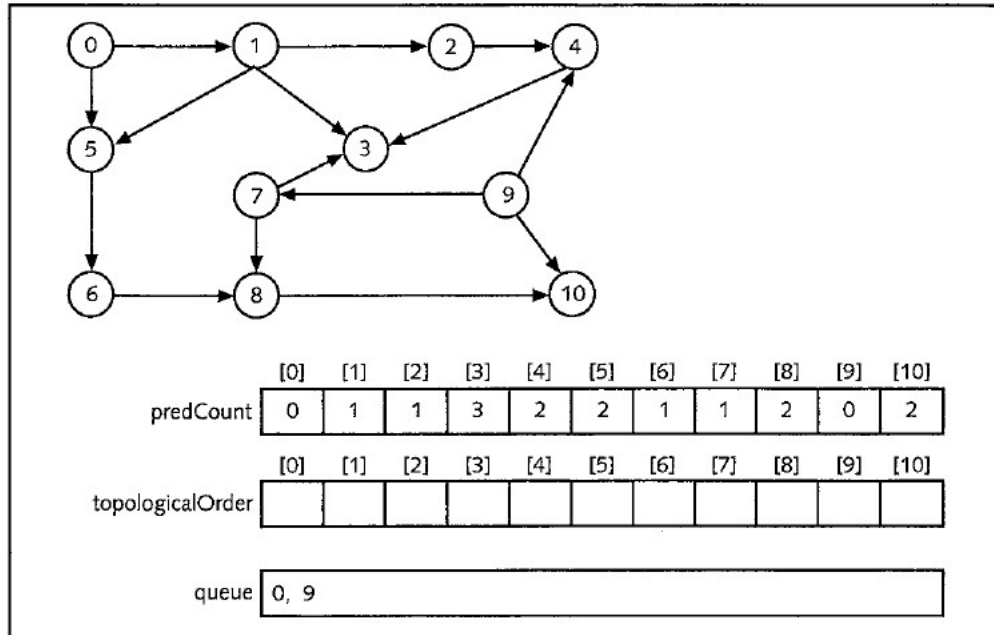 0 1 2 4
5 3
7 9
6 8 10
[0] [1] [2] [3] [4] [5] [6] [7] [8] [9] [10]
predCount 0 1 1 3 2 2 1 1 2 0 2
[0] [1] [2] [3] [4] [5] [6] [7] [8] [9] [10]
topologicalOrder
queue 0, 9